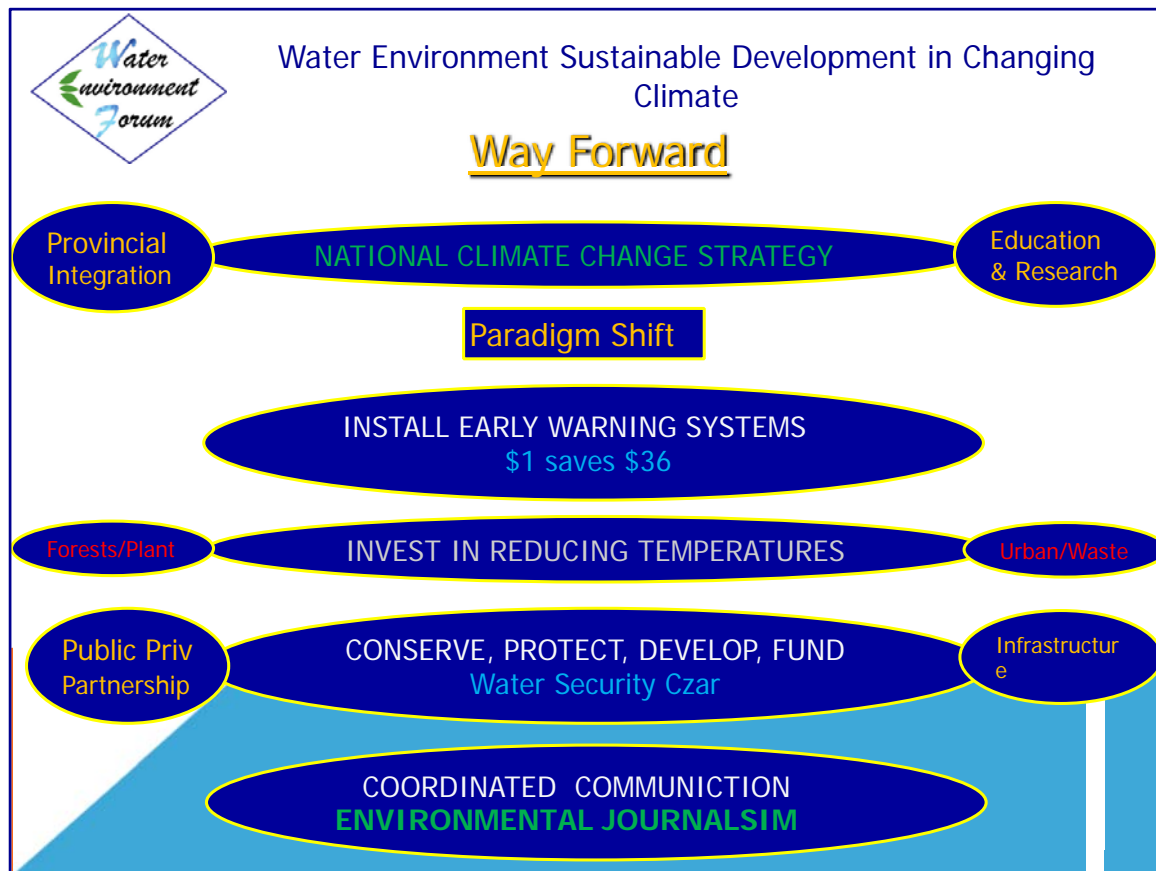 Water
Environment
Forum
Water Environment Sustainable Development in Changing
Climate
Way Forward
Provincial
Integration
NATIONAL CLIMATE CHANGE STRATEGY
Education
& Research
Paradigm Shift
INSTALL EARLY WARNING SYSTEMS
$1 saves $36
Forests/Plant
INVEST IN REDUCING TEMPERATURES
Urban/Waste
Public Priv
Partnership
CONSERVE, PROTECT, DEVELOP, FUND
Water Security Czar
Infrastructur
e
COORDINATED COMMUNICTION
ENVIRONMENTAL JOURNALSIM